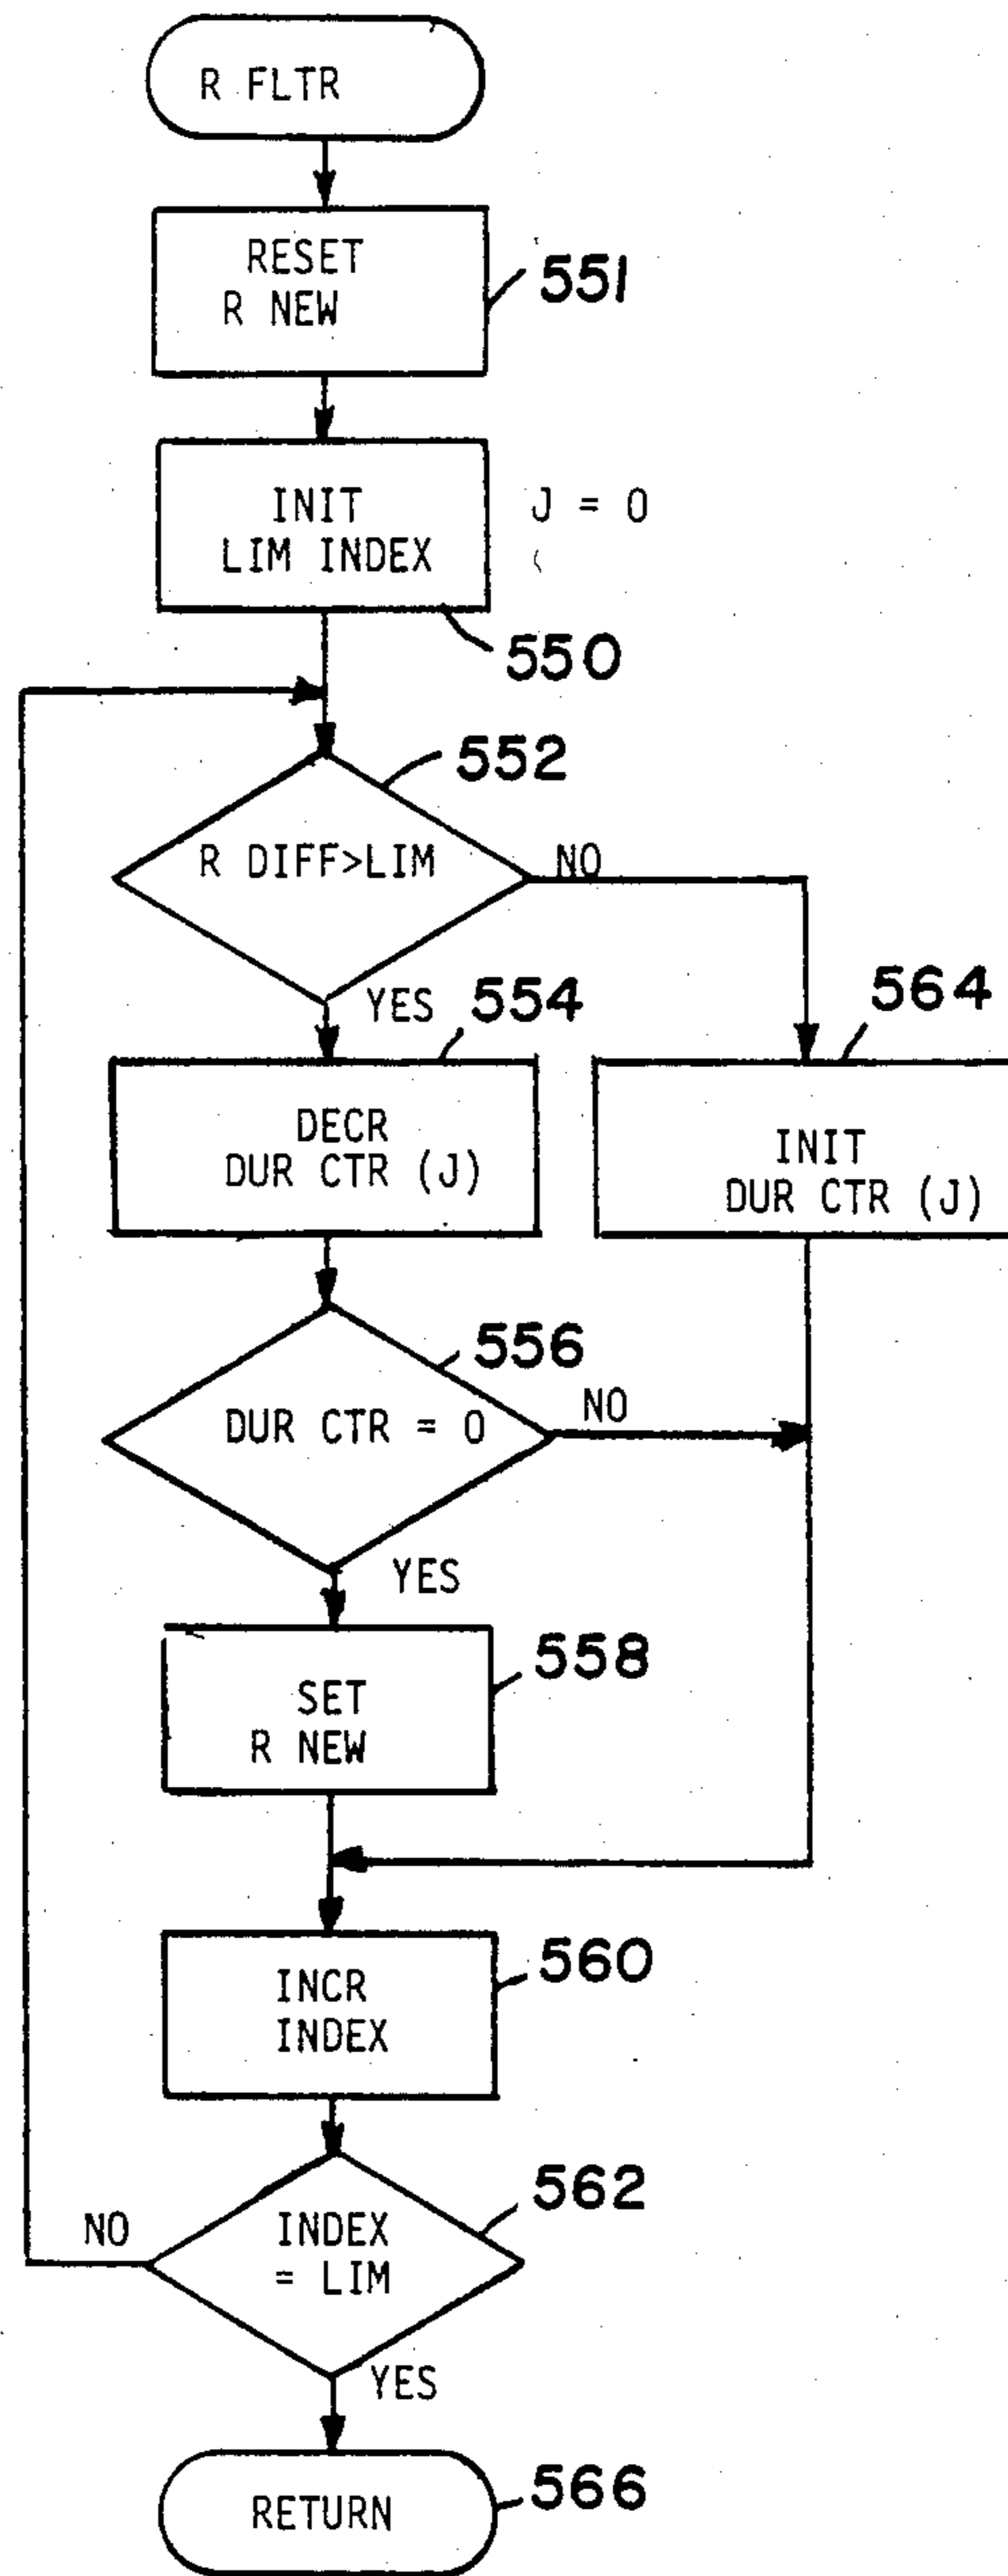 R FLTR
RESET
R NEW
551
INIT
LIM INDEX
J = 0
550
552
R DIFF>LIM
NO
YES
554
564
DECR
DUR CTR (J)
INIT
DUR CTR (J)
556
DUR CTR = 0
NO
YES
558
SET
R NEW
560
INCR
INDEX
562
INDEX
= LIM
NO
YES
566
RETURN